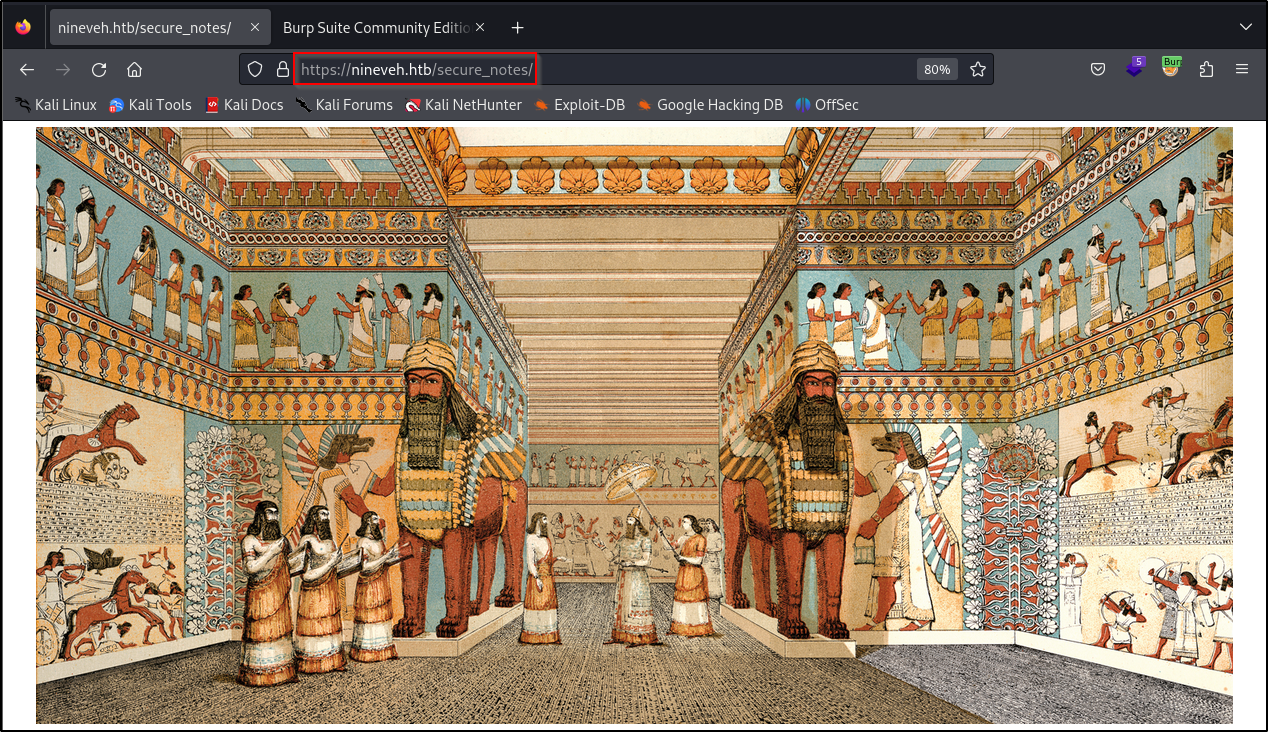 nineveh.htb/secure_notes/
Burp Suite Community Editio
https://nineveh.htb/secure_notes/
80%
5
Bur
Kali Linux
Kali Tools
Kali Docs
Kali Forums
Kali NetHunter
Exploit-DB
Google Hacking DB
OffSec